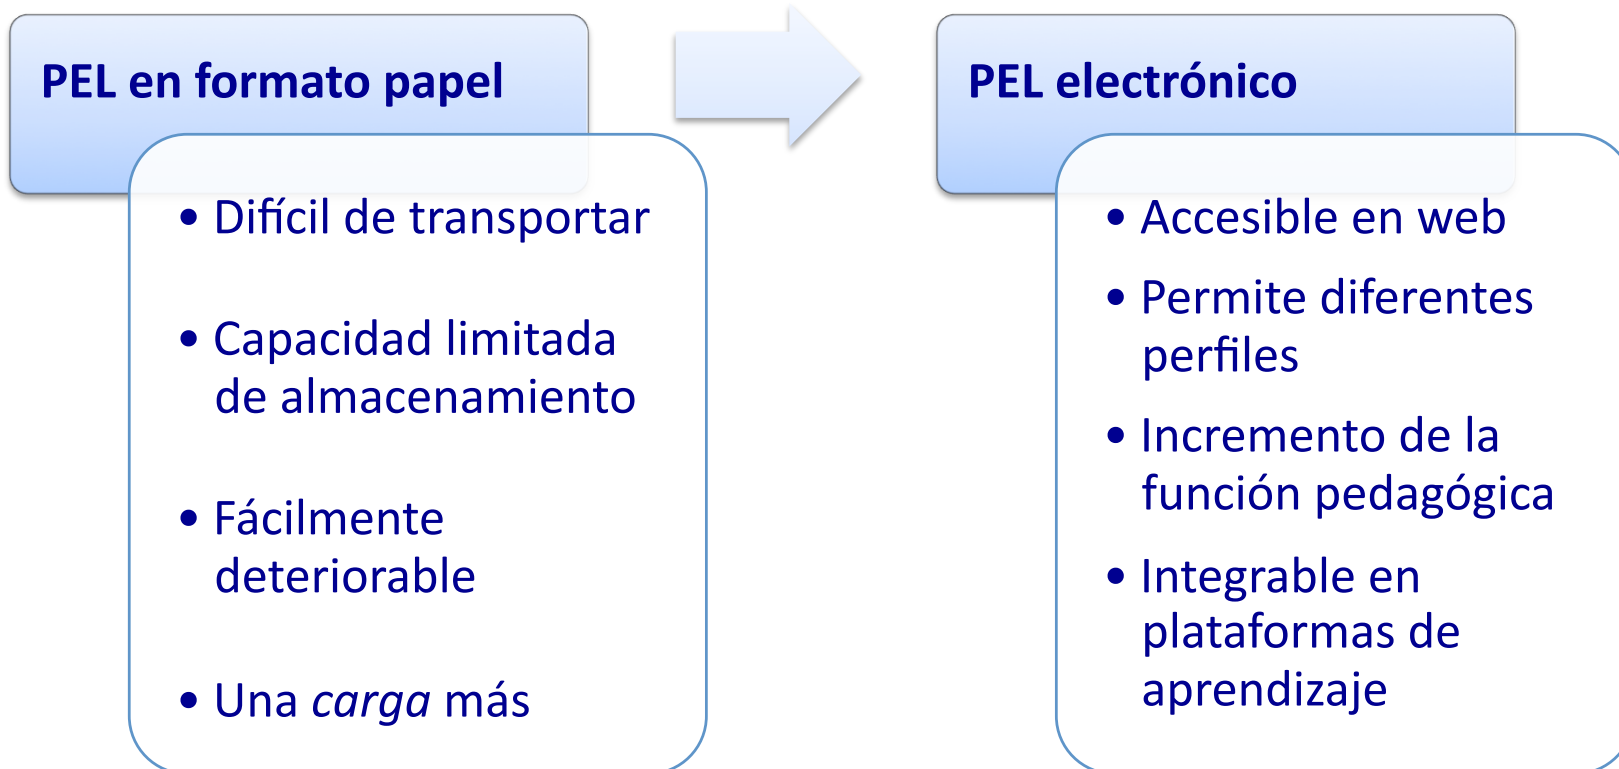 PEL en formato papel
• Difícil de transportar
• Capacidad limitada
de almacenamiento
• Fácilmente
deteriorable
• Una carga más
PEL electrónico
• Accesible en web
• Permite diferentes
perfiles
• Incremento de la
función pedagógica
• Integrable en
plataformas de
aprendizaje